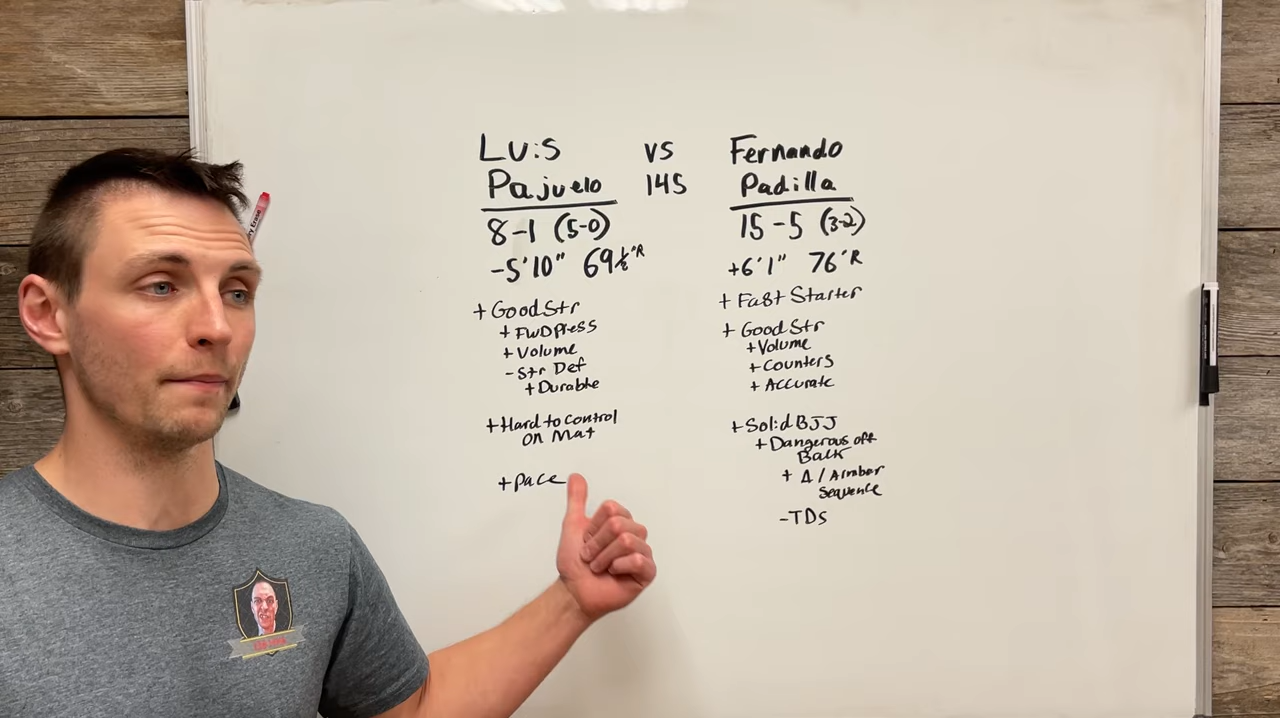 Luis vs Fernando
Pajuelo 145 Padilla
8-1 (5-0)
-5'10" 69½"R
+ Good Str
+ FWD Press
+ Volume
- Str Def
+ Durable
+ Hard to Control
on Mat
+ Pace
15-5 (3-2)
+6'1" 76"R
+ Fast Starter
+ Good Str
+ Volume
+ Counters
+ Accurate
+ Solid BJJ
+ Dangerous off
Back
+ Δ / Armbar
Sequence
- TDs